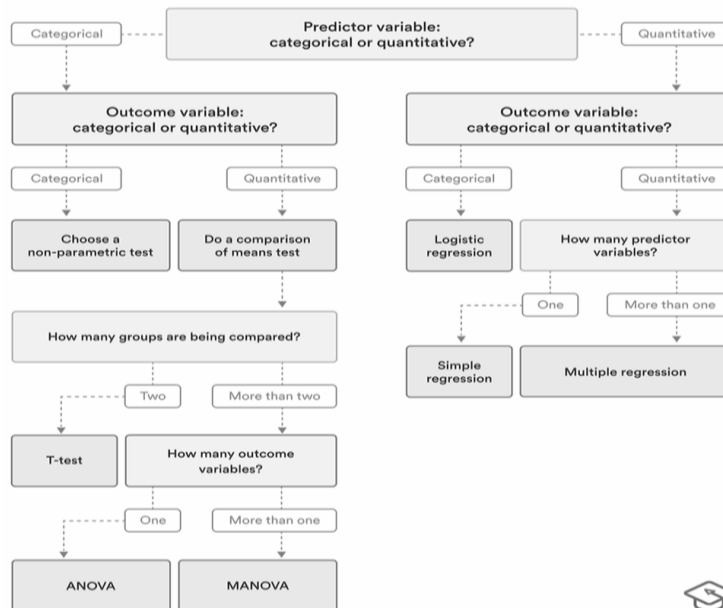 Predictor variable:
categorical or quantitative?
Categorical
Quantitative
Outcome variable:
categorical or quantitative?
Outcome variable:
categorical or quantitative?
Categorical
Quantitative
Categorical
Quantitative
Choose a
non-parametric test
Do a comparison
of means test
Logistic
regression
How many predictor
variables?
One
More than one
How many groups are being compared?
Simple
regression
Multiple regression
Two
More than two
T-test
How many outcome
variables?
One
More than one
ANOVA
MANOVA